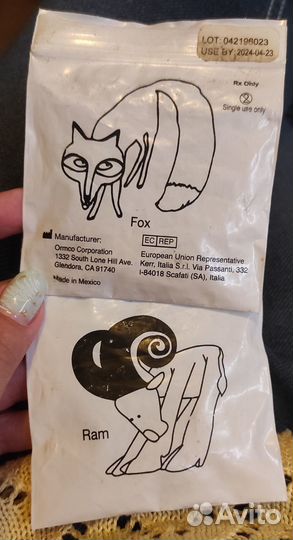 LOT: 042196023
USE BY: 2024-04-23
Rx Only
2
Single use only
Fox
Manufacturer:
Ormco Corporation
1332 South Lone Hill Ave.
Glendora, CA 91740
Made in Mexico
EC REP
European Union Representative
Kerr, Italia S.r.l. Via Passanti, 332
I-84018 Scafati (SA), Italia
Ram
Avito